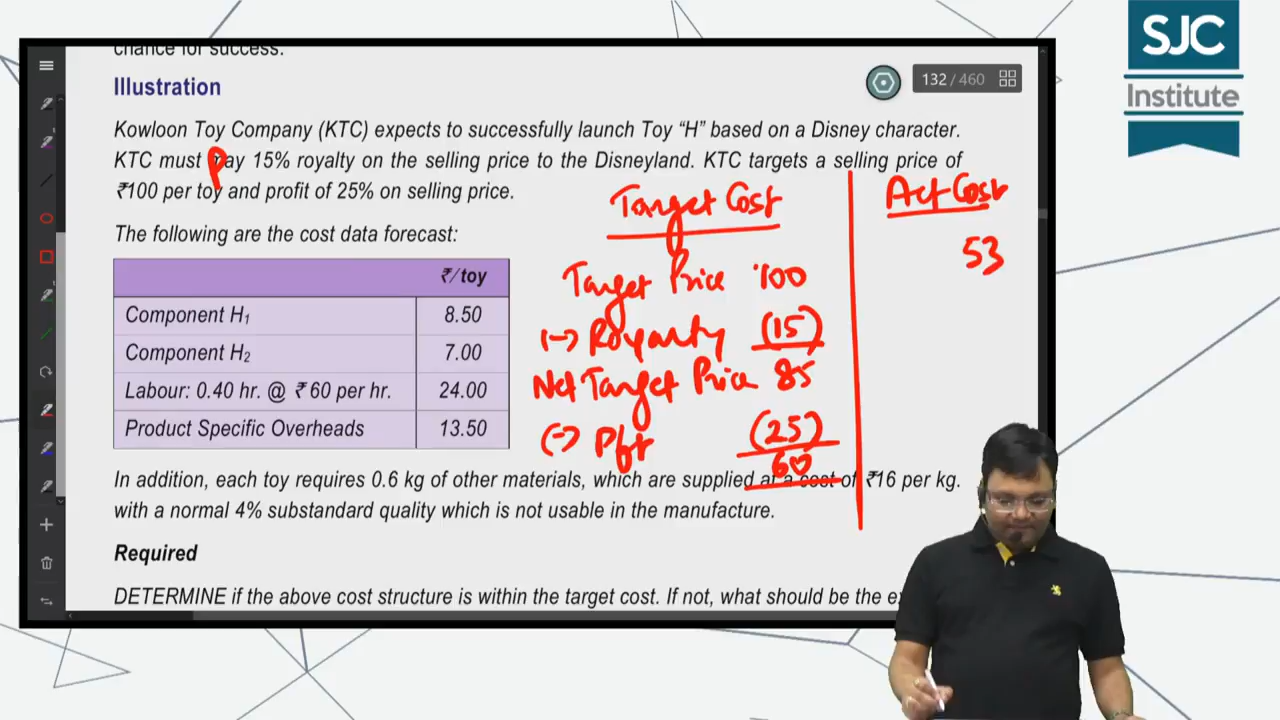 SJC
Institute
132 / 460
chance for success.
Illustration
Kowloon Toy Company (KTC) expects to successfully launch Toy “H” based on a Disney character.
KTC must pay 15% royalty on the selling price to the Disneyland. KTC targets a selling price of
₹100 per toy and profit of 25% on selling price.
The following are the cost data forecast:
₹/toy
Component H1 8.50
Component H2 7.00
Labour: 0.40 hr. @ ₹ 60 per hr. 24.00
Product Specific Overheads 13.50
Target Cost
Target Price 100
(-) Royalty (15)
Net Target Price 85
(-) Pft (25)
60
Act Cost
53
In addition, each toy requires 0.6 kg of other materials, which are supplied at a cost of ₹16 per kg.
with a normal 4% substandard quality which is not usable in the manufacture.
Required
DETERMINE if the above cost structure is within the target cost. If not, what should be the